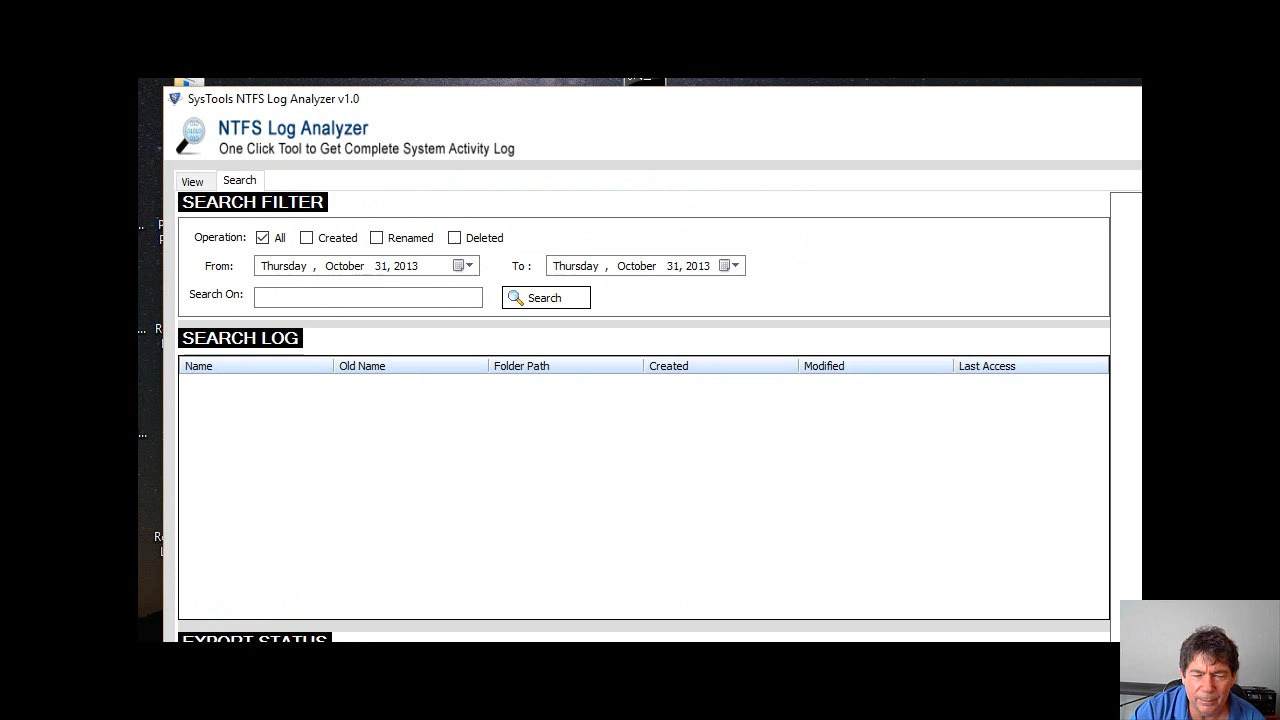 SysTools NTFS Log Analyzer v1.0
NTFS Log Analyzer
One Click Tool to Get Complete System Activity Log
View Search
SEARCH FILTER
Operation: All Created Renamed Deleted
From: Thursday , October 31, 2013 To : Thursday , October 31, 2013
Search On: Search
SEARCH LOG
Name Old Name Folder Path Created Modified Last Access
EXPORT STATUS